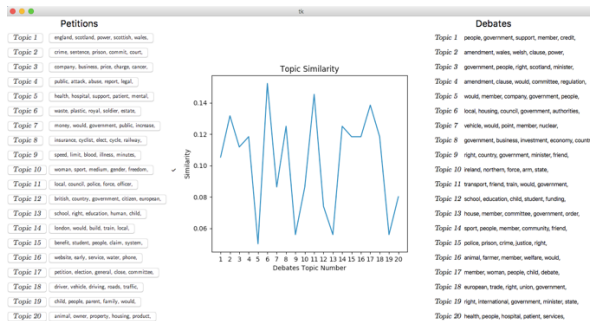 tk
Petitions
Topic 1 england, scotland, power, scottish, wales,
Topic 2 crime, sentence, prison, commit, court,
Topic 3 company, business, price, charge, cancer,
Topic 4 public, attack, abuse, report, legal,
Topic 5 health, hospital, support, patient, mental,
Topic 6 waste, plastic, royal, soldier, estate,
Topic 7 money, would, government, public, increase,
Topic 8 insurance, cyclist, elect, cycle, railway,
Topic 9 speed, limit, blood, illness, minutes,
Topic 10 woman, sport, medium, gender, freedom,
Topic 11 local, council, police, force, officer,
Topic 12 british, country, government, citizen, european,
Topic 13 school, right, education, human, child,
Topic 14 london, would, build, train, local,
Topic 15 benefit, student, people, claim, system,
Topic 16 website, early, service, water, phone,
Topic 17 petition, election, general, close, committee,
Topic 18 driver, vehicle, driving, roads, traffic,
Topic 19 child, people, parent, family, would,
Topic 20 animal, owner, property, housing, product,
Topic Similarity
Similarity
0.14
0.12
0.10
0.08
0.06
1 2 3 4 5 6 7 8 9 10 11 12 13 14 15 16 17 18 19 20
Debates Topic Number
Debates
Topic 1 people, government, support, member, credit,
Topic 2 amendment, wales, welsh, clause, power,
Topic 3 government, people, right, scotland, minister,
Topic 4 amendment, clause, would, committee, regulation,
Topic 5 would, member, company, government, people,
Topic 6 local, housing, council, government, authorities,
Topic 7 vehicle, would, point, member, nuclear,
Topic 8 government, business, investment, economy, count
Topic 9 right, country, government, minister, friend,
Topic 10 ireland, northern, force, arm, state,
Topic 11 transport, friend, train, would, government,
Topic 12 school, education, child, student, funding,
Topic 13 house, member, committee, government, order,
Topic 14 sport, people, member, community, friend,
Topic 15 police, prison, crime, justice, right,
Topic 16 animal, farmer, member, welfare, would,
Topic 17 member, woman, people, child, debate,
Topic 18 european, trade, right, union, government,
Topic 19 right, international, government, minister, state,
Topic 20 health, people, hospital, patient, services,